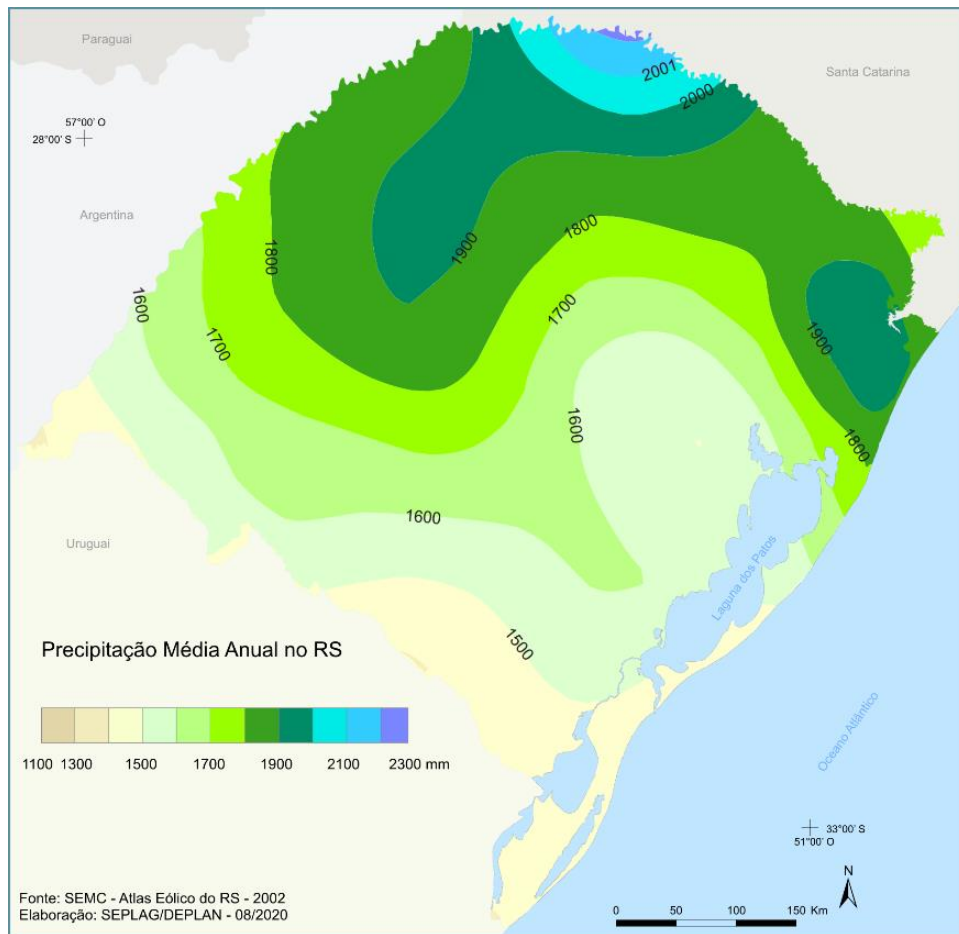 Paraguai
Santa Catarina
2001
2000
57°00' O
28°00' S
Argentina
1800
1900
1800
1600
1700
1700
1900
1600
1800
1600
Uruguai
Laguna dos Patos
1500
Precipitação Média Anual no RS
Oceano Atlântico
1100 1300 1500 1700 1900 2100 2300 mm
33°00' S
51°00' O
N
Fonte: SEMC - Atlas Eólico do RS - 2002
Elaboração: SEPLAG/DEPLAN - 08/2020
0 50 100 150 Km